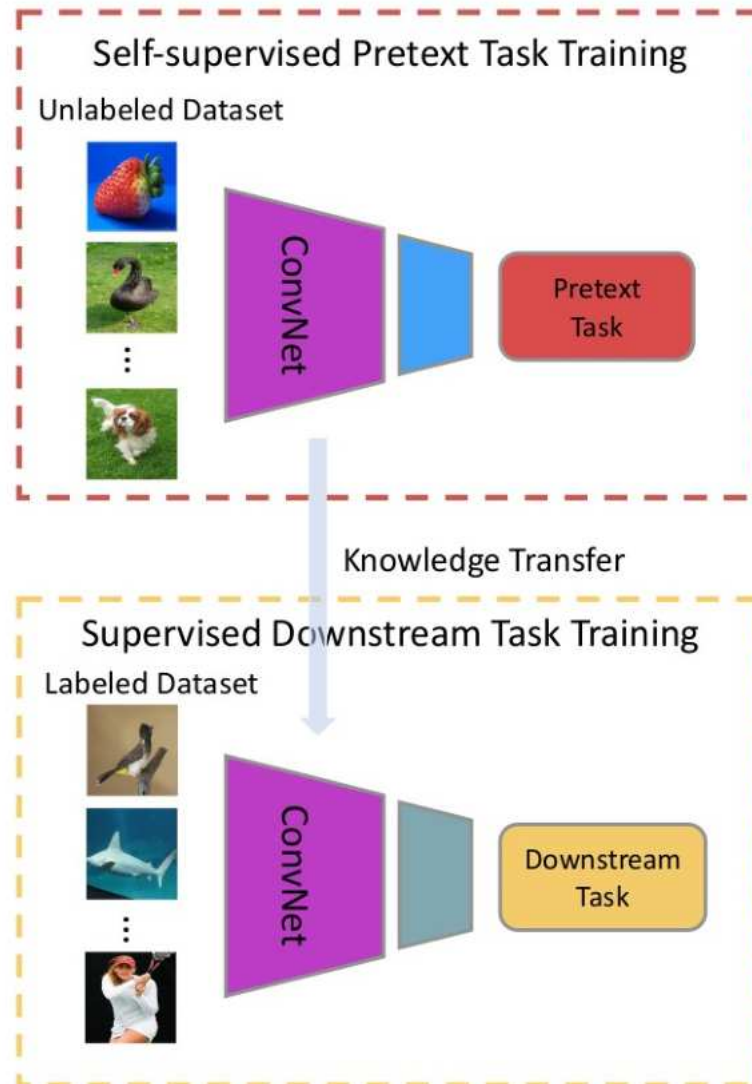 Self-supervised Pretext Task Training
Unlabeled Dataset
ConvNet
Pretext
Task
...
Knowledge Transfer
Supervised Downstream Task Training
Labeled Dataset
ConvNet
Downstream
Task
...